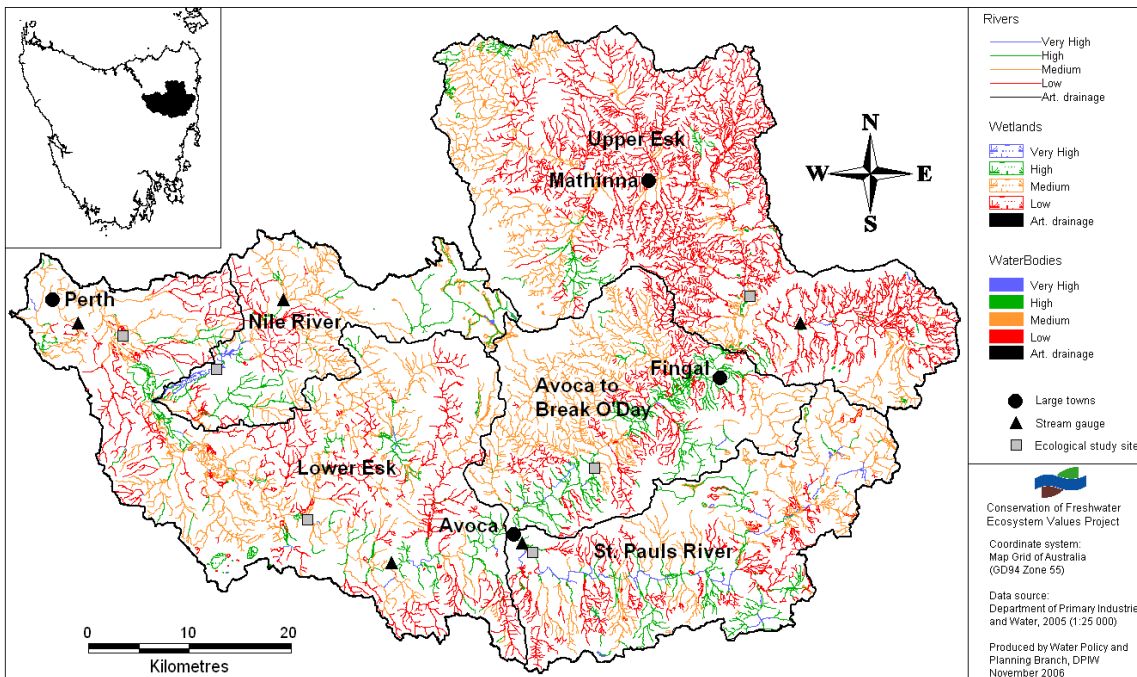 Upper Esk
Mathinna
N
W
E
S
Perth
Nile River
Fingal
Avoca to
Break O'Day
Lower Esk
Avoca
St. Pauls River
0 10 20
Kilometres
Rivers
Very High
High
Medium
Low
Art. drainage
Wetlands
Very High
High
Medium
Low
Art. drainage
WaterBodies
Very High
High
Medium
Low
Art. drainage
Large towns
Stream gauge
Ecological study site
Conservation of Freshwater
Ecosystem Values Project
Coordinate system:
Map Grid of Australia
(GD94 Zone 55)
Data source:
Department of Primary Industries
and Water, 2005 (1:25 000)
Produced by Water Policy and
Planning Branch, DPIW
November 2006